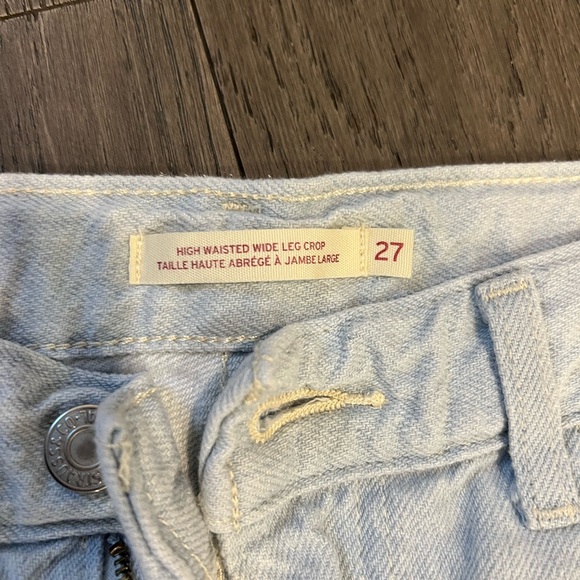 HIGH WAISTED WIDE LEG CROP
TAILLE HAUTE ABRÉGÉ À JAMBE LARGE
27